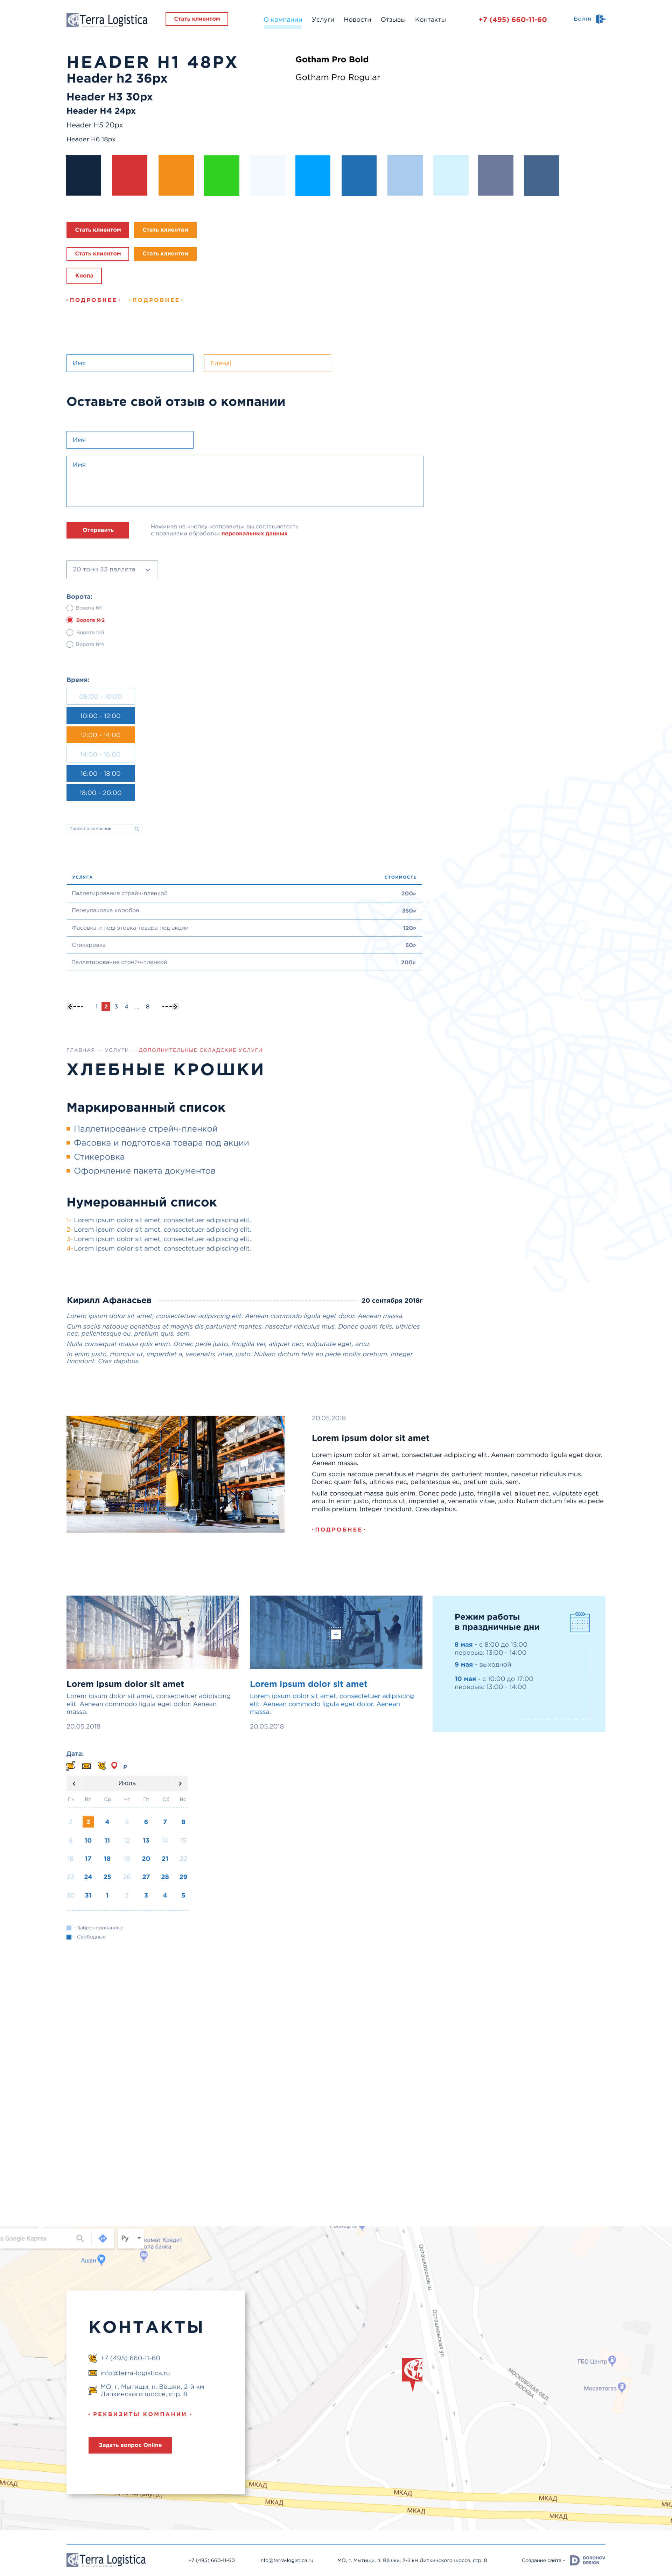 Terra Logistica
Стать клиентом
О компании Услуги Новости Отзывы Контакты
+7 (495) 660-11-60
Войти
HEADER H1 48PX
Header h2 36px
Header H3 30px
Header H4 24px
Header H5 20px
Header H6 18px
Gotham Pro Bold
Gotham Pro Regular
Стать клиентом Стать клиентом
Стать клиентом Стать клиентом
Кнопа
• ПОДРОБНЕЕ • • ПОДРОБНЕЕ •
Имя Елена|
Оставьте свой отзыв о компании
Имя
Имя
Отправить
Нажимая на кнопку «отправить» вы соглашаетесть
с правилами обработки персональных данных
20 тонн 33 паллета
Ворота:
Ворота №1
Ворота №2
Ворота №3
Ворота №4
Время:
08:00 - 10:00
10:00 - 12:00
12:00 - 14:00
14:00 - 16:00
16:00 - 18:00
18:00 - 20:00
Поиск по компании
УСЛУГА СТОИМОСТЬ
Паллетирование стрейч-пленкой 200₽
Переупаковка коробов 350₽
Фасовка и подготовка товара под акции 120₽
Стикеровка 50₽
Паллетирование стрейч-пленкой 200₽
1 2 3 4 ... 8
ГЛАВНАЯ — УСЛУГИ — ДОПОЛНИТЕЛЬНЫЕ СКЛАДСКИЕ УСЛУГИ
ХЛЕБНЫЕ КРОШКИ
Маркированный список
Паллетирование стрейч-пленкой
Фасовка и подготовка товара под акции
Стикеровка
Оформление пакета документов
Нумерованный список
1- Lorem ipsum dolor sit amet, consectetuer adipiscing elit.
2- Lorem ipsum dolor sit amet, consectetuer adipiscing elit.
3- Lorem ipsum dolor sit amet, consectetuer adipiscing elit.
4- Lorem ipsum dolor sit amet, consectetuer adipiscing elit.
Кирилл Афанасьев 20 сентября 2018г
Lorem ipsum dolor sit amet, consectetuer adipiscing elit. Aenean commodo ligula eget dolor. Aenean massa.
Cum sociis natoque penatibus et magnis dis parturient montes, nascetur ridiculus mus. Donec quam felis, ultricies
nec, pellentesque eu, pretium quis, sem.
Nulla consequat massa quis enim. Donec pede justo, fringilla vel, aliquet nec, vulputate eget, arcu.
In enim justo, rhoncus ut, imperdiet a, venenatis vitae, justo. Nullam dictum felis eu pede mollis pretium. Integer
tincidunt. Cras dapibus.
20.05.2018
Lorem ipsum dolor sit amet
Lorem ipsum dolor sit amet, consectetuer adipiscing elit. Aenean commodo ligula eget dolor.
Aenean massa.
Cum sociis natoque penatibus et magnis dis parturient montes, nascetur ridiculus mus.
Donec quam felis, ultricies nec, pellentesque eu, pretium quis, sem.
Nulla consequat massa quis enim. Donec pede justo, fringilla vel, aliquet nec, vulputate eget,
arcu. In enim justo, rhoncus ut, imperdiet a, venenatis vitae, justo. Nullam dictum felis eu pede
mollis pretium. Integer tincidunt. Cras dapibus.
• ПОДРОБНЕЕ •
Lorem ipsum dolor sit amet
Lorem ipsum dolor sit amet, consectetuer adipiscing
elit. Aenean commodo ligula eget dolor. Aenean
massa.
20.05.2018
Lorem ipsum dolor sit amet
Lorem ipsum dolor sit amet, consectetuer adipiscing
elit. Aenean commodo ligula eget dolor. Aenean
massa.
20.05.2018
Режим работы
в праздничные дни
8 мая - с 8:00 до 15:00
перерыв: 13:00 - 14:00
9 мая - выходной
10 мая - с 10:00 до 17:00
перерыв: 13:00 - 14:00
Дата:
Июль
Пн Вт Ср Чт Пт Сб Вс
2 3 4 5 6 7 8
9 10 11 12 13 14 15
16 17 18 19 20 21 22
23 24 25 26 27 28 29
30 31 1 2 3 4 5
- Забронированные
- Свободные
а Google Картах
Ру
комат Кредит
Ашан
КОНТАКТЫ
+7 (495) 660-11-60
info@terra-logistica.ru
МО, г. Мытищи, п. Вёшки, 2-й км
Липкинского шоссе, стр. 8
• РЕКВИЗИТЫ КОМПАНИИ •
Задать вопрос Online
Осташковское ш.
Осташковская ул.
МОСКОВСКАЯ ОБЛ.
МОСКВА
ГБО Центр
Мосавтогаз
МКАД
МКАД
МКАД
МКАД
МКАД
МКАД
МКАД
Terra Logistica
+7 (495) 660-11-60
info@terra-logistica.ru
МО, г. Мытищи, п. Вёшки, 2-й км Липкинского шоссе, стр. 8
Создание сайта -
DOROHOV
DESIGN